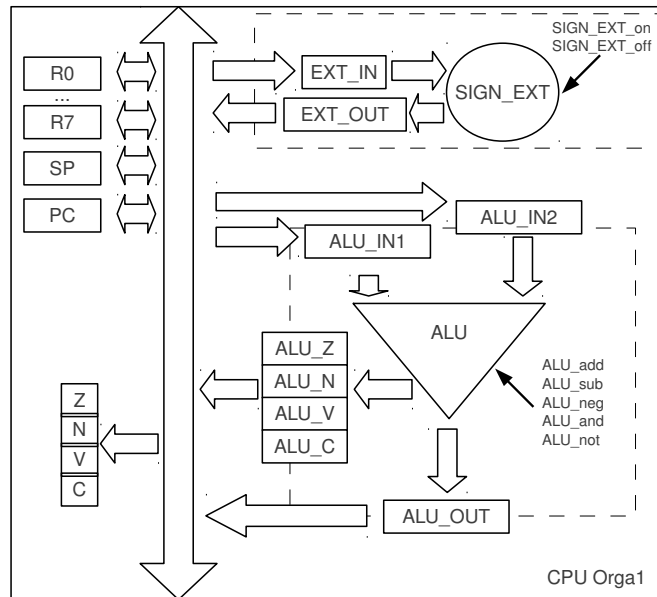 SIGN_EXT_on
SIGN_EXT_off
R0
...
R7
SP
PC
EXT_IN
EXT_OUT
SIGN_EXT
ALU_IN1
ALU_IN2
ALU
ALU_Z
ALU_N
ALU_V
ALU_C
ALU_add
ALU_sub
ALU_neg
ALU_and
ALU_not
Z
N
V
C
ALU_OUT
CPU Orga1